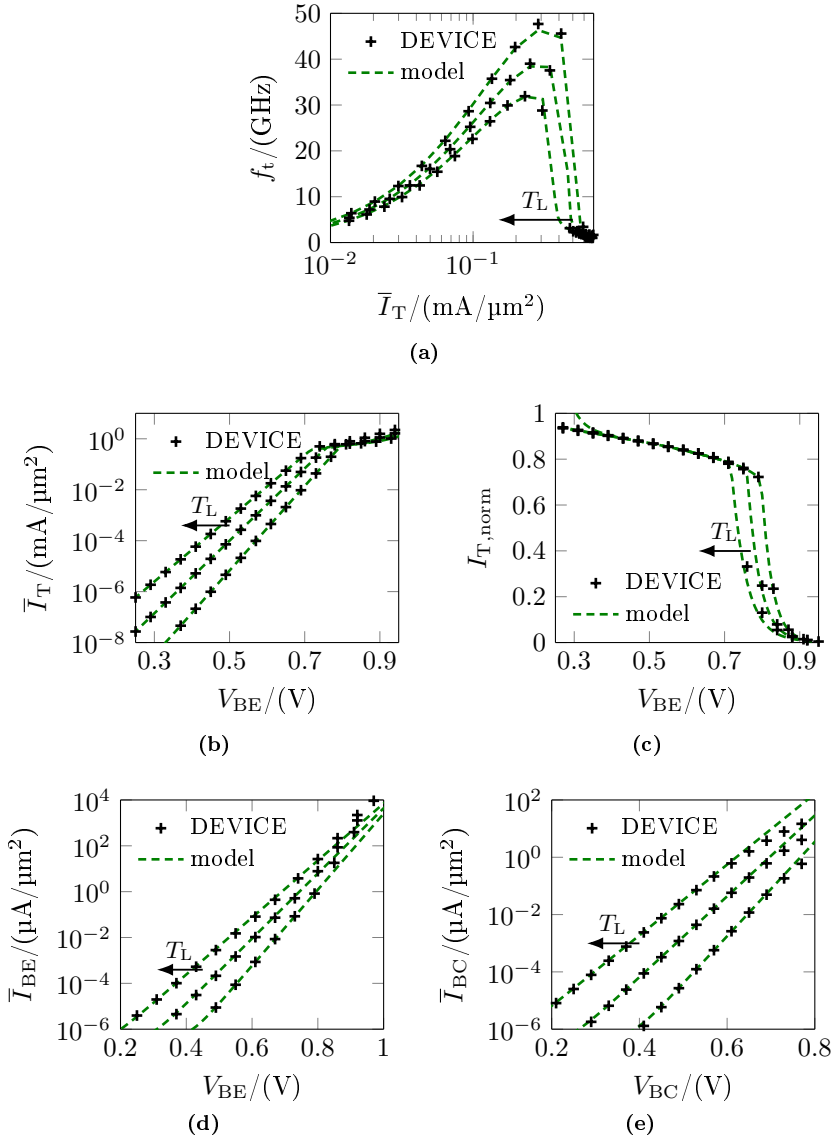 50
40
30
20
10
0
f_t/(GHz)
DEVICE
model
T_L
10^{-2}
10^{-1}
I̅_T/(mA/µm²)
(a)
10^0
10^{-2}
10^{-4}
10^{-6}
10^{-8}
I̅_T/(mA/µm²)
DEVICE
model
T_L
0.3
0.5
0.7
0.9
V_BE/(V)
(b)
1
0.8
0.6
0.4
0.2
0
I_{T,norm}
T_L
DEVICE
model
0.3
0.5
0.7
0.9
V_BE/(V)
(c)
10^4
10^2
10^0
10^{-2}
10^{-4}
10^{-6}
I̅_BE/(µA/µm²)
DEVICE
model
T_L
0.2
0.4
0.6
0.8
1
V_BE/(V)
(d)
10^2
10^0
10^{-2}
10^{-4}
10^{-6}
I̅_BC/(µA/µm²)
DEVICE
model
T_L
0.2
0.4
0.6
0.8
V_BC/(V)
(e)